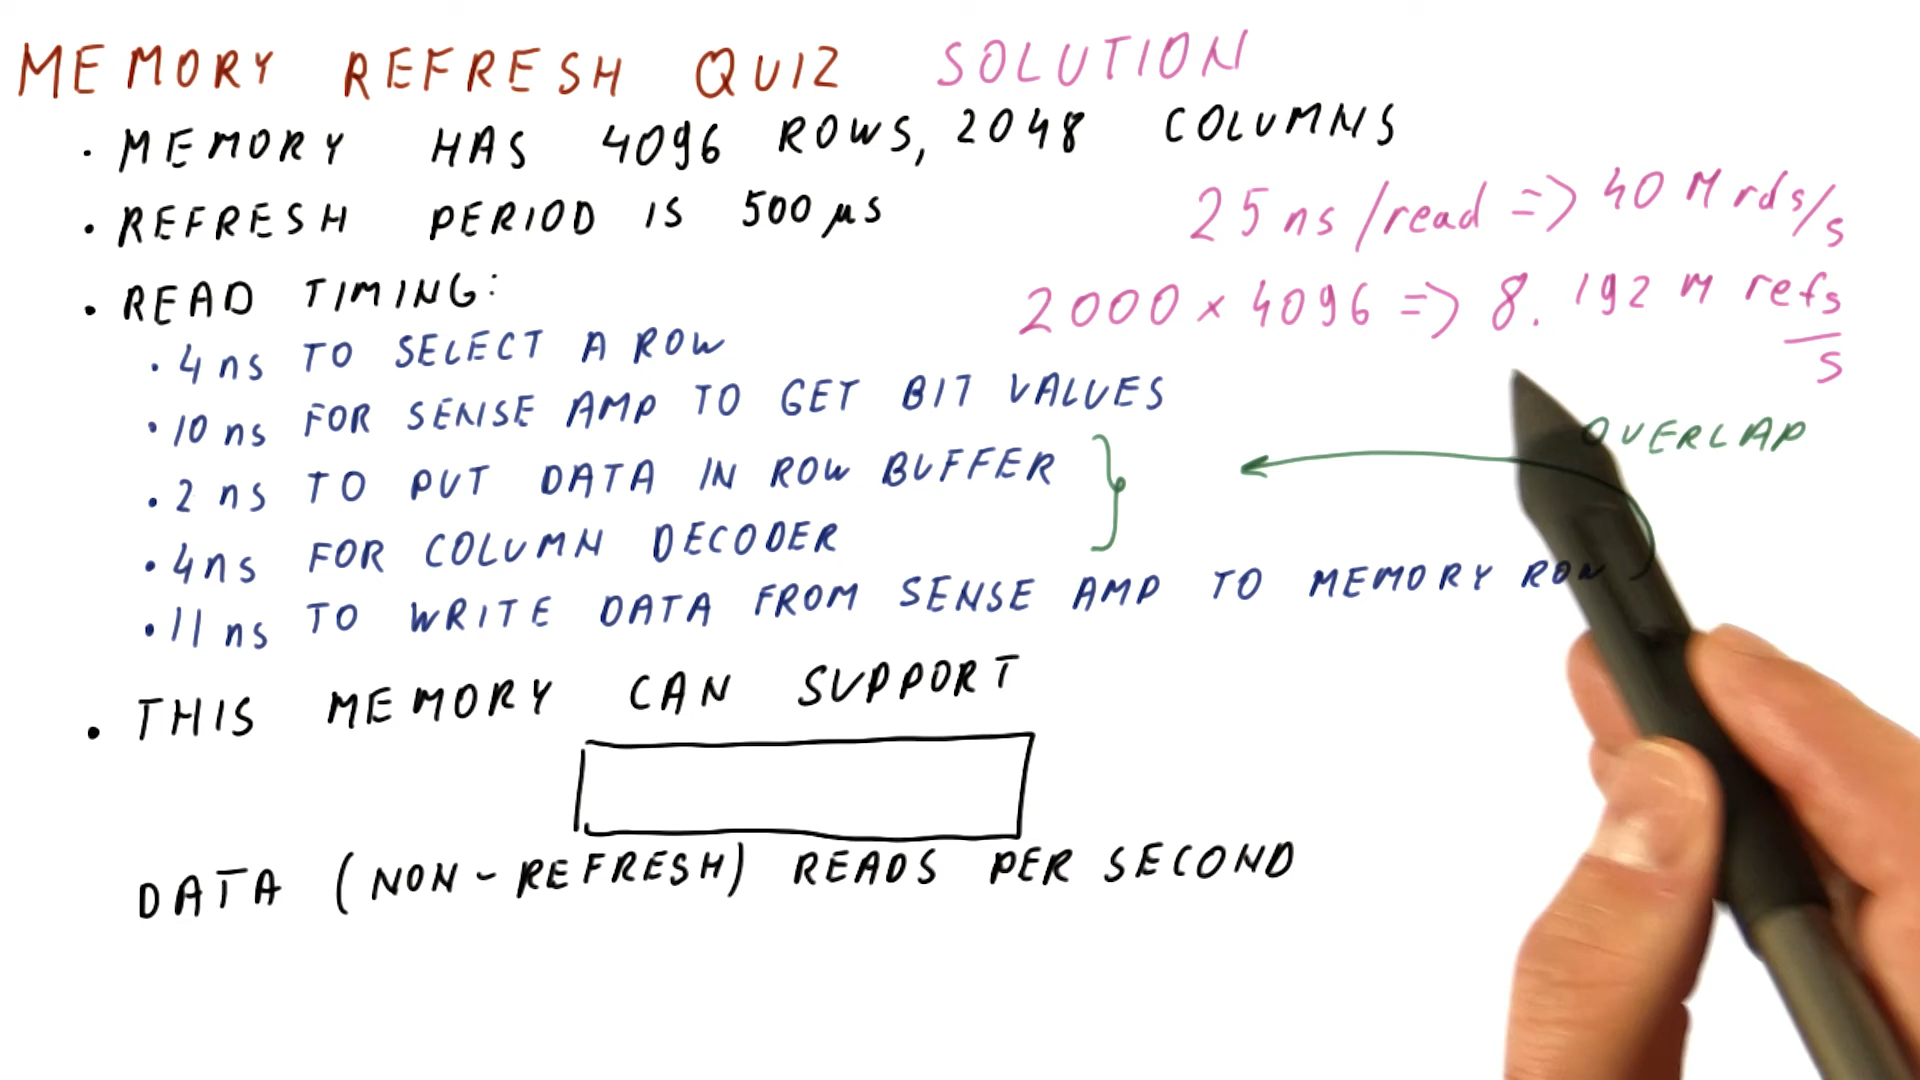 MEMORY REFRESH QUIZ SOLUTION
· MEMORY HAS 4096 ROWS, 2048 COLUMNS
· REFRESH PERIOD IS 500 μs
25 ns/read => 40 M rds/s
· READ TIMING:
2000 × 4096 => 8.192 M refs/s
· 4 ns TO SELECT A ROW
· 10 ns FOR SENSE AMP TO GET BIT VALUES
OVERLAP
· 2 ns TO PUT DATA IN ROW BUFFER
· 4 ns FOR COLUMN DECODER
· 11 ns TO WRITE DATA FROM SENSE AMP TO MEMORY ROW
· THIS MEMORY CAN SUPPORT
DATA (NON-REFRESH) READS PER SECOND